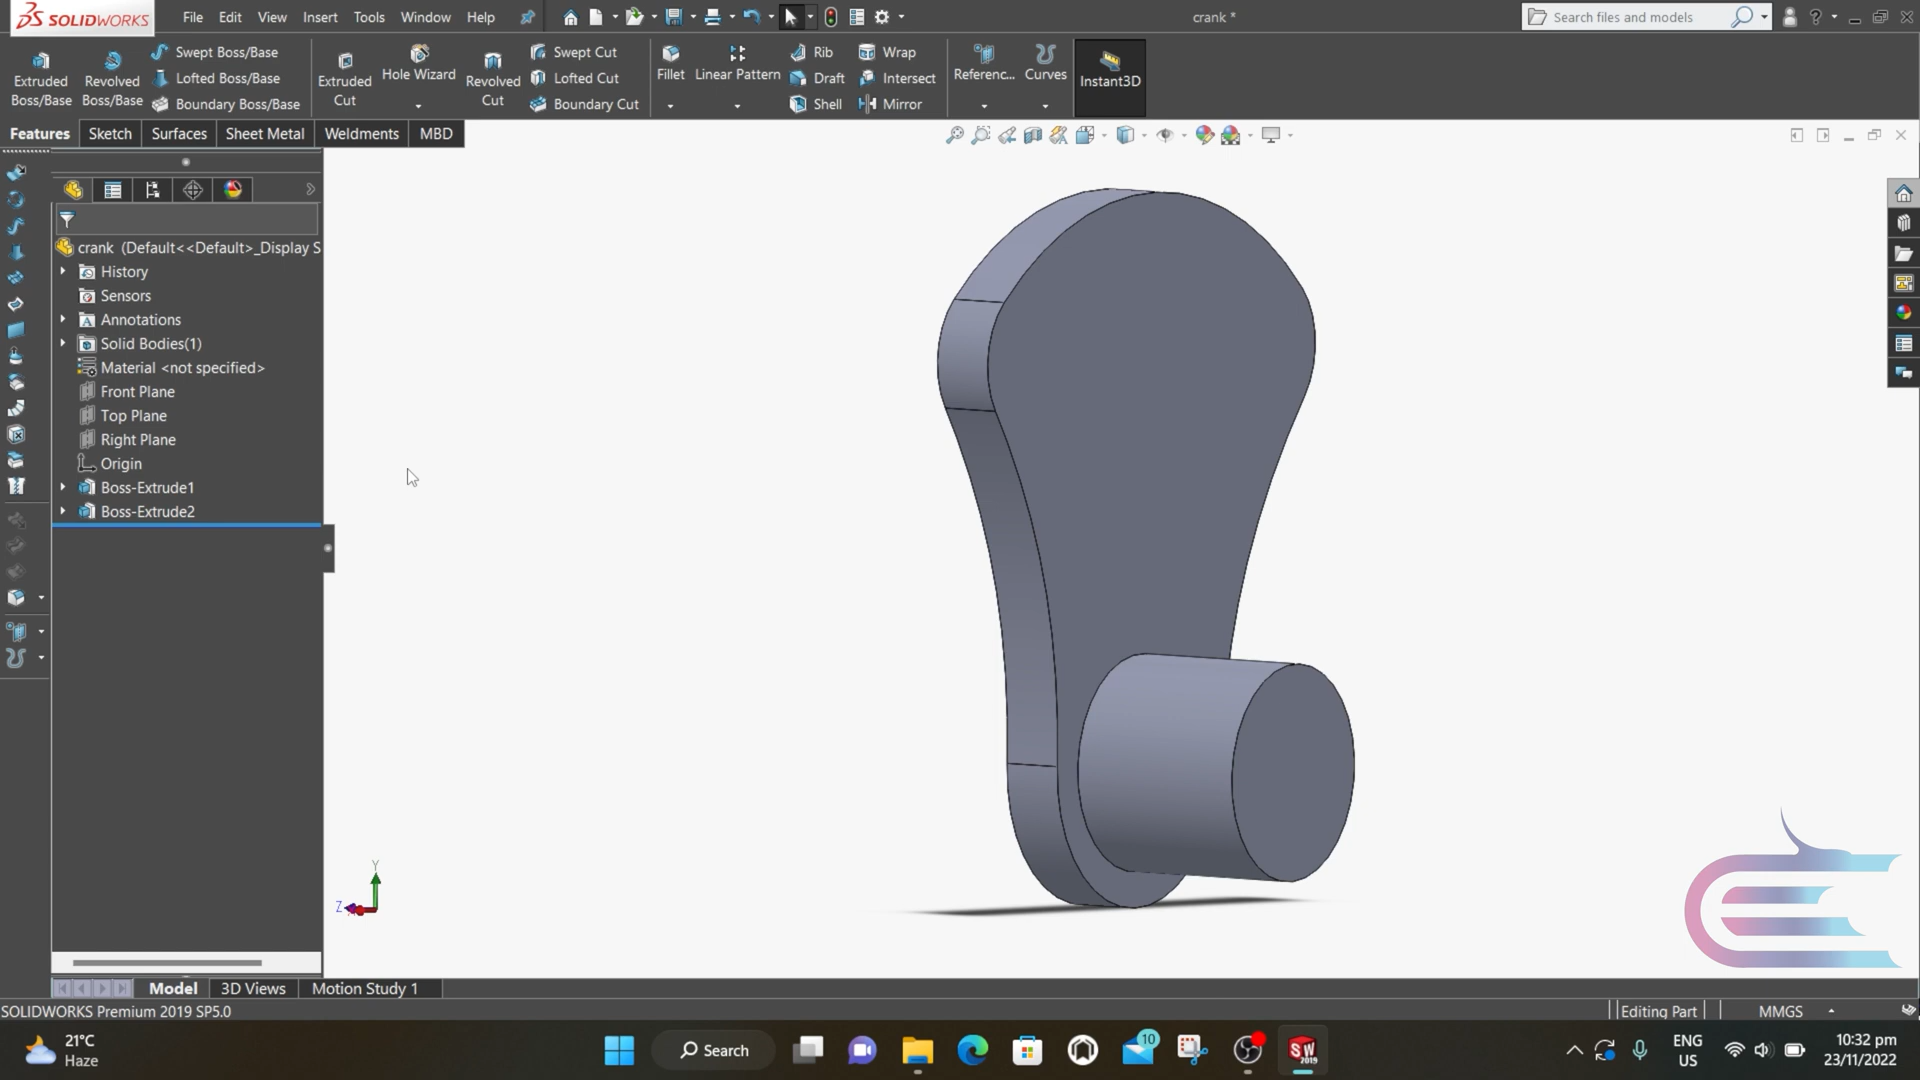 SOLIDWORKS File Edit View Insert Tools Window Help crank * Search files and models
Extruded Boss/Base
Revolved Boss/Base
Swept Boss/Base
Lofted Boss/Base
Boundary Boss/Base
Extruded Cut
Hole Wizard
Revolved Cut
Swept Cut
Lofted Cut
Boundary Cut
Fillet
Linear Pattern
Rib
Draft
Shell
Wrap
Intersect
Mirror
Referenc...
Curves
Instant3D
Features Sketch Surfaces Sheet Metal Weldments MBD
crank (Default<<Default>_Display S
History
Sensors
Annotations
Solid Bodies(1)
Material <not specified>
Front Plane
Top Plane
Right Plane
Origin
Boss-Extrude1
Boss-Extrude2
Y
Z
Model 3D Views Motion Study 1
SOLIDWORKS Premium 2019 SP5.0 Editing Part MMGS
21°C
Haze
Search
10
SW
2019
ENG
US
10:32 pm
23/11/2022